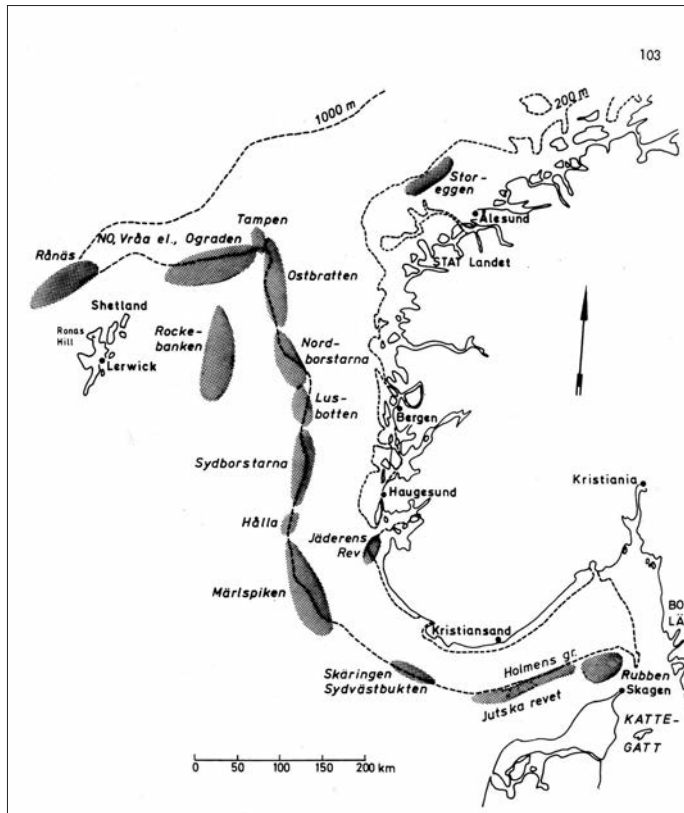 103
1000 m
200 m
Stor-
eggen
Ålesund
Tampen
NO, Vråa el., Ograden
Rånäs
STAT Landet
Ostbratten
Shetland
Ronas
Hill
Lerwick
Rocke-
banken
Nord-
borstarna
Lus-
botten
Bergen
Sydborstarna
Kristiania
Haugesund
Hålla
Jäderens
Rev
Märlspiken
BO
LÄ
Kristiansand
Skäringen
Sydvästbukten
Holmens gr.
Jutska revet
Rubben
Skagen
KATTE-
GATT
0 50 100 150 200 km